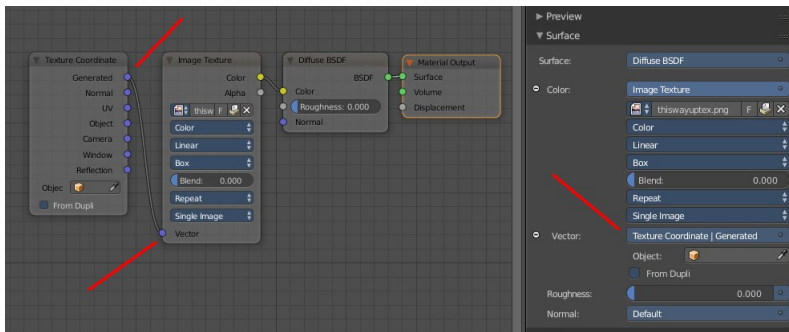 Texture Coordinate
Generated
Normal
UV
Object
Camera
Window
Reflection
Objec
From Dupli
Image Texture
Color
Alpha
thisw F
Color
Linear
Box
Blend: 0.000
Repeat
Single Image
Vector
Diffuse BSDF
BSDF
Color
Roughness: 0.000
Normal
Material Output
Surface
Volume
Displacement
Preview
Surface
Surface: Diffuse BSDF
Color: Image Texture
thiswayuptex.png F
Color
Linear
Box
Blend: 0.000
Repeat
Single Image
Vector: Texture Coordinate | Generated
Object:
From Dupli
Roughness: 0.000
Normal: Default